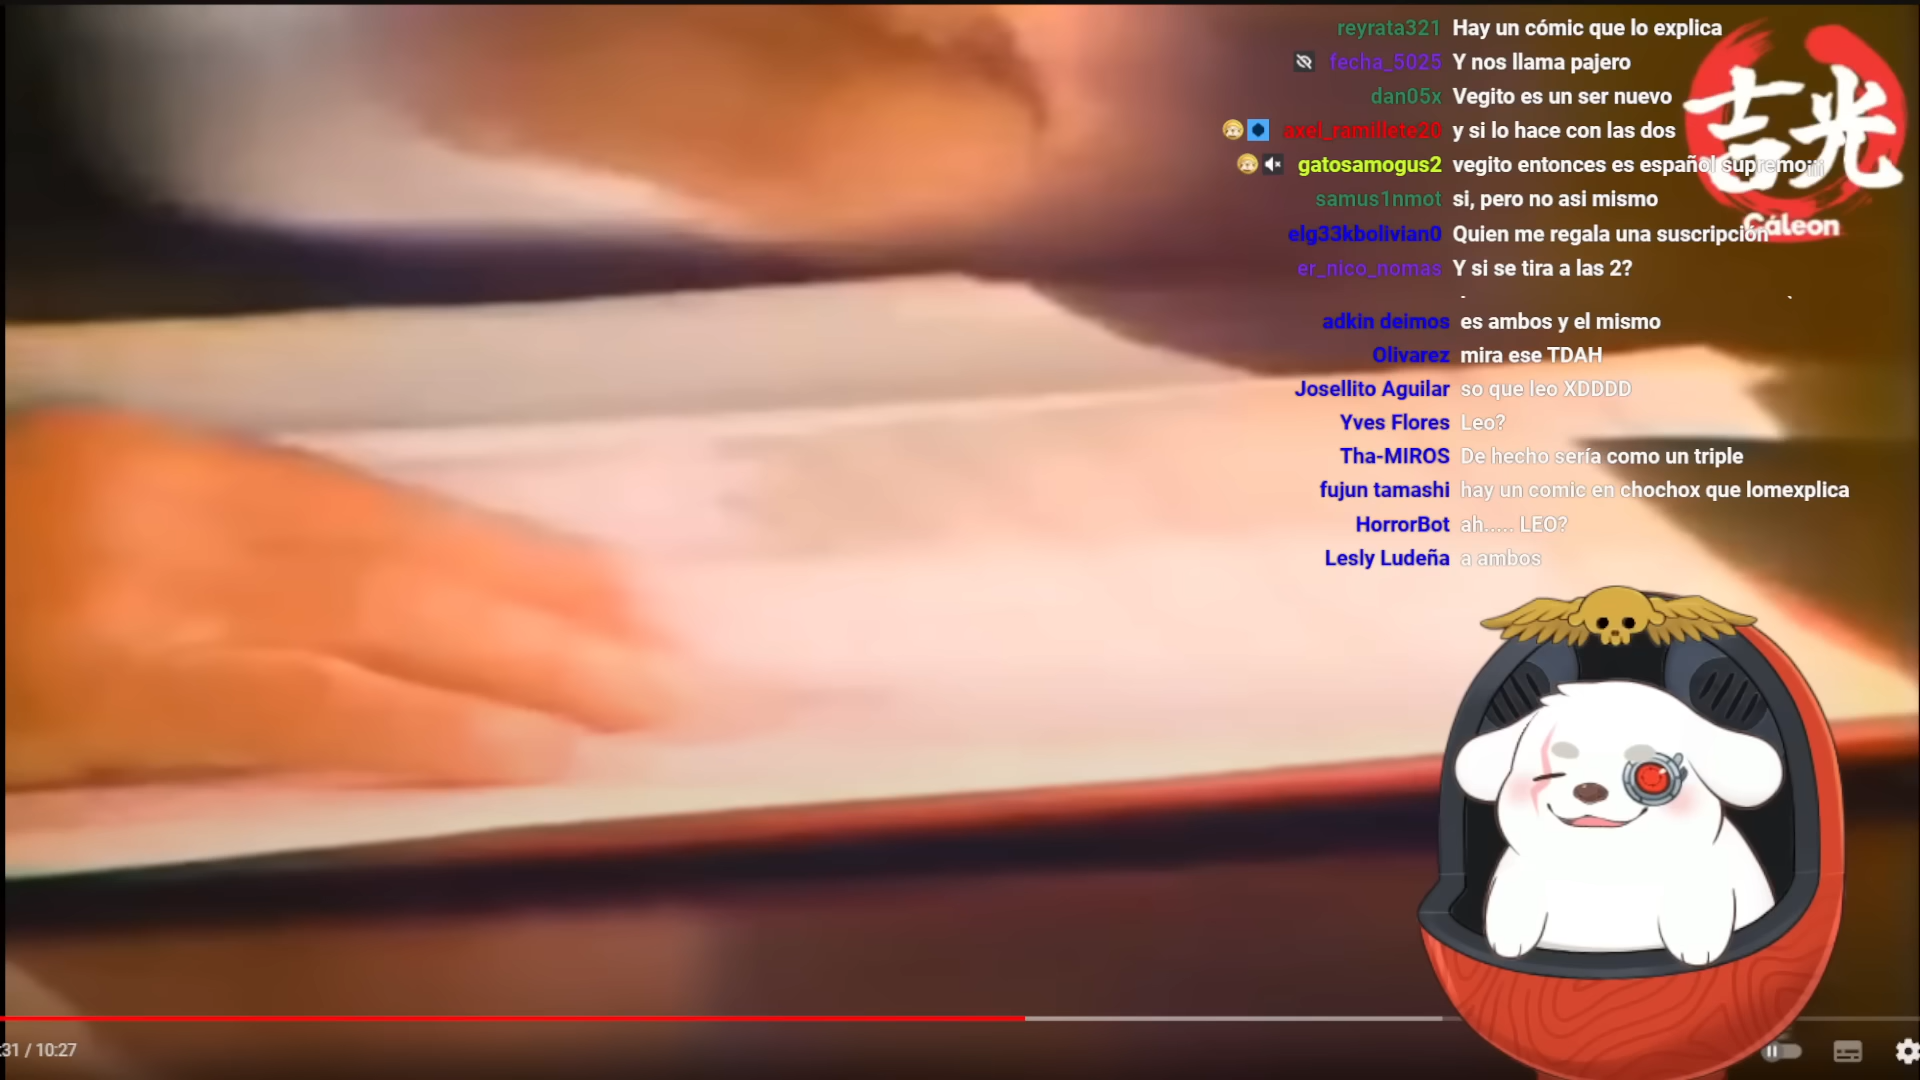 reyrata321 Hay un cómic que lo explica
fecha_5025 Y nos llama pajero
dan05x Vegito es un ser nuevo
axel_ramillete20 y si lo hace con las dos
gatosamogus2 vegito entonces es español supremo¡¡¡
samus1nmot si, pero no asi mismo
elg33kbolivian0 Quien me regala una suscripción
er_nico_nomas Y si se tira a las 2?
吉光
Cáleon
adkin deimos es ambos y el mismo
Olivarez mira ese TDAH
Josellito Aguilar so que leo XDDDD
Yves Flores Leo?
Tha-MIROS De hecho sería como un triple
fujun tamashi hay un comic en chochox que lomexplica
HorrorBot ah..... LEO?
Lesly Ludeña a ambos
:31 / 10:27